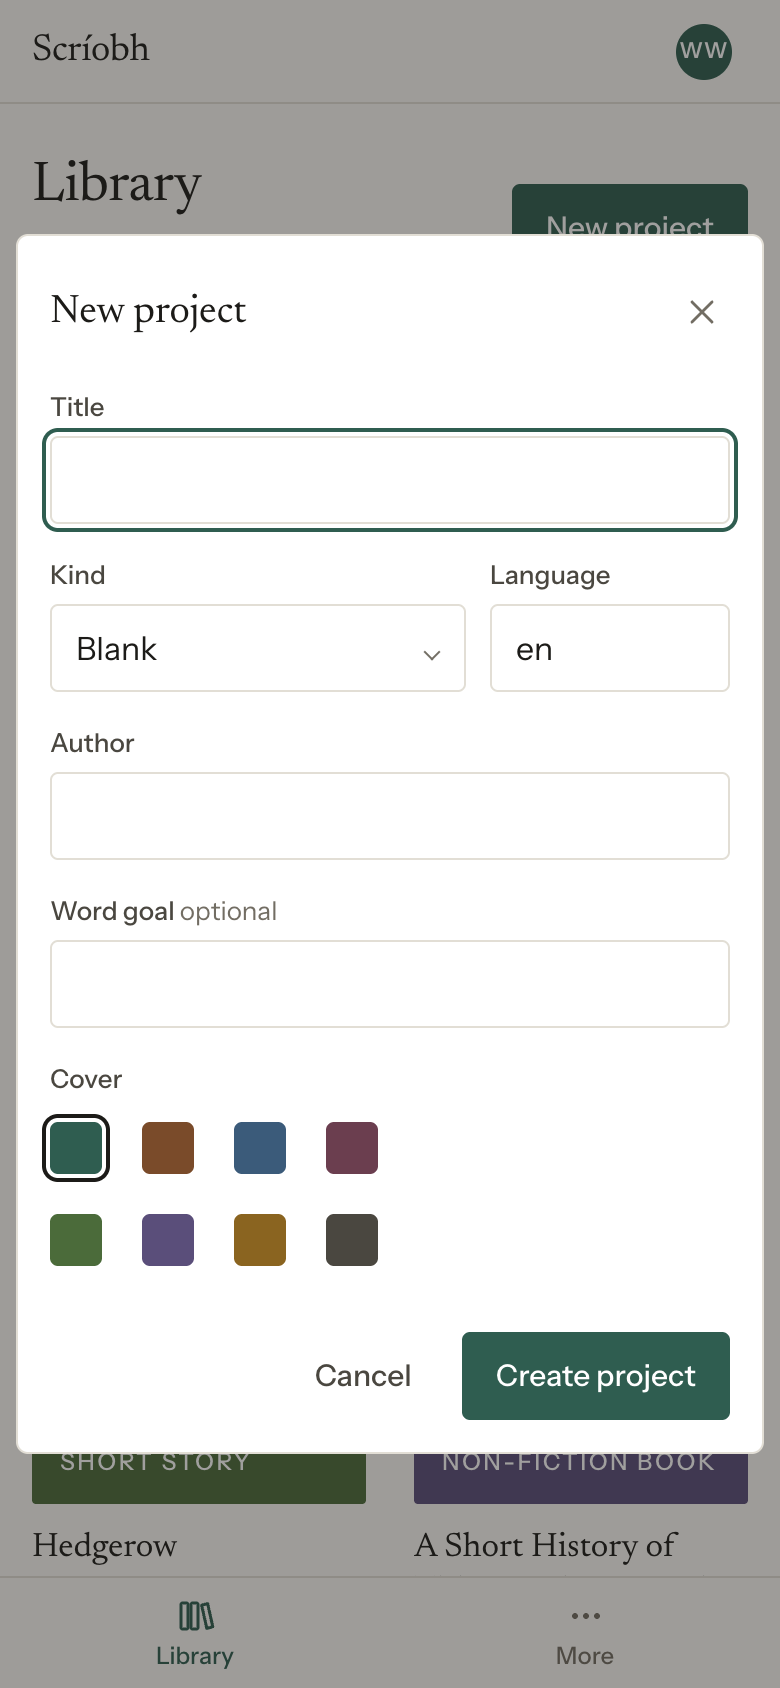 Scríobh
WW
Library
New project
New project
Title
Kind
Language
Blank
en
Author
Word goal optional
Cover
Cancel
Create project
SHORT STORY
NON-FICTION BOOK
Hedgerow
A Short History of
Library
More